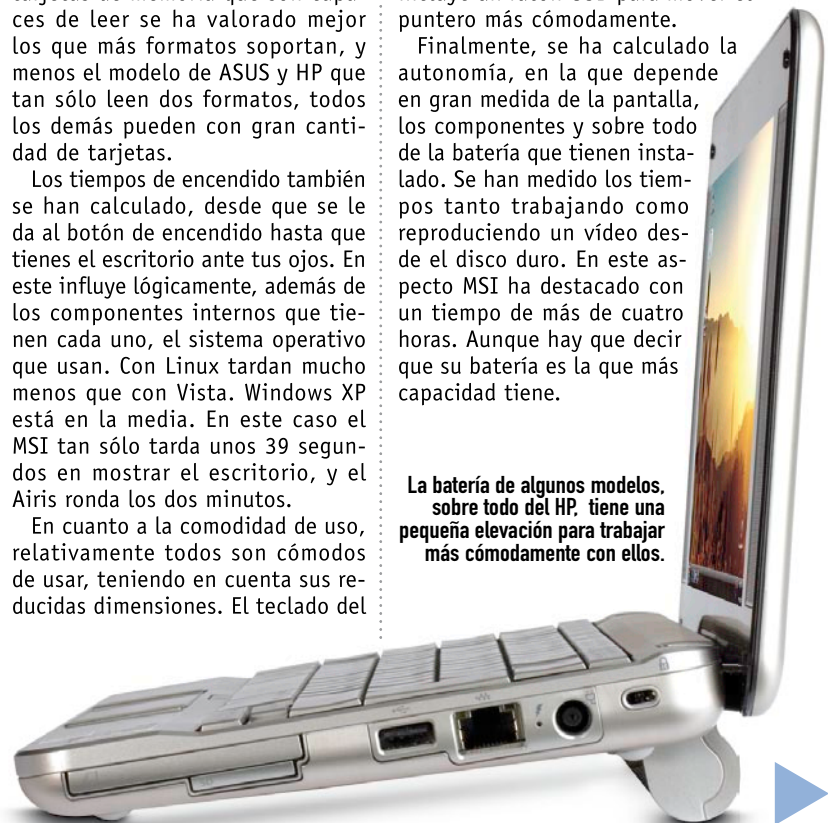 ces de leer se ha valorado mejor
los que más formatos soportan, y
menos el modelo de ASUS y HP que
tan sólo leen dos formatos, todos
los demás pueden con gran canti-
dad de tarjetas.
Los tiempos de encendido también
se han calculado, desde que se le
da al botón de encendido hasta que
tienes el escritorio ante tus ojos. En
este influye lógicamente, además de
los componentes internos que tie-
nen cada uno, el sistema operativo
que usan. Con Linux tardan mucho
menos que con Vista. Windows XP
está en la media. En este caso el
MSI tan sólo tarda unos 39 segun-
dos en mostrar el escritorio, y el
Airis ronda los dos minutos.
En cuanto a la comodidad de uso,
relativamente todos son cómodos
de usar, teniendo en cuenta sus re-
ducidas dimensiones. El teclado del
puntero más cómodamente.
Finalmente, se ha calculado la
autonomía, en la que depende
en gran medida de la pantalla,
los componentes y sobre todo
de la batería que tienen insta-
lado. Se han medido los tiem-
pos tanto trabajando como
reproduciendo un vídeo des-
de el disco duro. En este as-
pecto MSI ha destacado con
un tiempo de más de cuatro
horas. Aunque hay que decir
que su batería es la que más
capacidad tiene.
La batería de algunos modelos,
sobre todo del HP, tiene una
pequeña elevación para trabajar
más cómodamente con ellos.